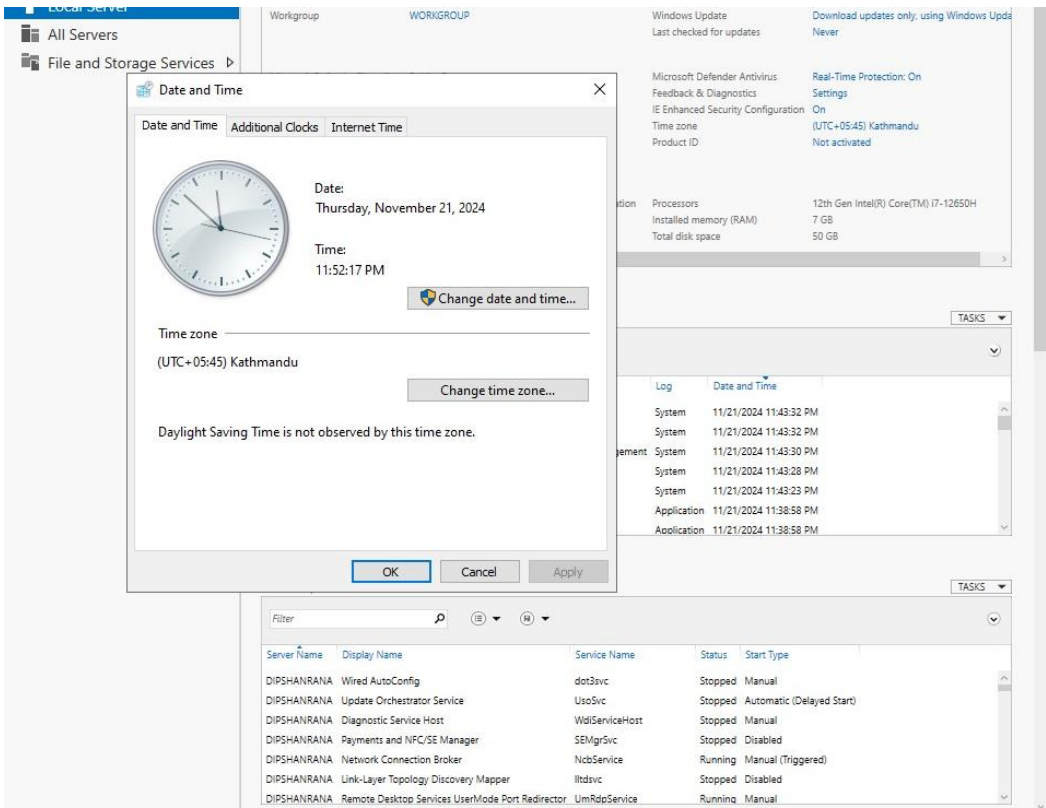 Local Server
All Servers
File and Storage Services
Workgroup WORKGROUP
Windows Update Download updates only, using Windows Upda
Last checked for updates Never
Microsoft Defender Antivirus Real-Time Protection: On
Feedback & Diagnostics Settings
IE Enhanced Security Configuration On
Time zone (UTC+05:45) Kathmandu
Product ID Not activated
Processors 12th Gen Intel(R) Core(TM) i7-12650H
Installed memory (RAM) 7 GB
Total disk space 50 GB
Date and Time
Date and Time Additional Clocks Internet Time
Date:
Thursday, November 21, 2024
Time:
11:52:17 PM
Change date and time...
Time zone
(UTC+05:45) Kathmandu
Change time zone...
Daylight Saving Time is not observed by this time zone.
OK Cancel Apply
TASKS
Log Date and Time
System 11/21/2024 11:43:32 PM
System 11/21/2024 11:43:32 PM
gement System 11/21/2024 11:43:30 PM
System 11/21/2024 11:43:28 PM
System 11/21/2024 11:43:23 PM
Application 11/21/2024 11:38:58 PM
Application 11/21/2024 11:38:58 PM
TASKS
Filter
Server Name Display Name Service Name Status Start Type
DIPSHANRANA Wired AutoConfig dot3svc Stopped Manual
DIPSHANRANA Update Orchestrator Service UsoSvc Stopped Automatic (Delayed Start)
DIPSHANRANA Diagnostic Service Host WdiServiceHost Stopped Manual
DIPSHANRANA Payments and NFC/SE Manager SEMgrSvc Stopped Disabled
DIPSHANRANA Network Connection Broker NcbService Running Manual (Triggered)
DIPSHANRANA Link-Layer Topology Discovery Mapper lltdsvc Stopped Disabled
DIPSHANRANA Remote Desktop Services UserMode Port Redirector UmRdpService Running Manual